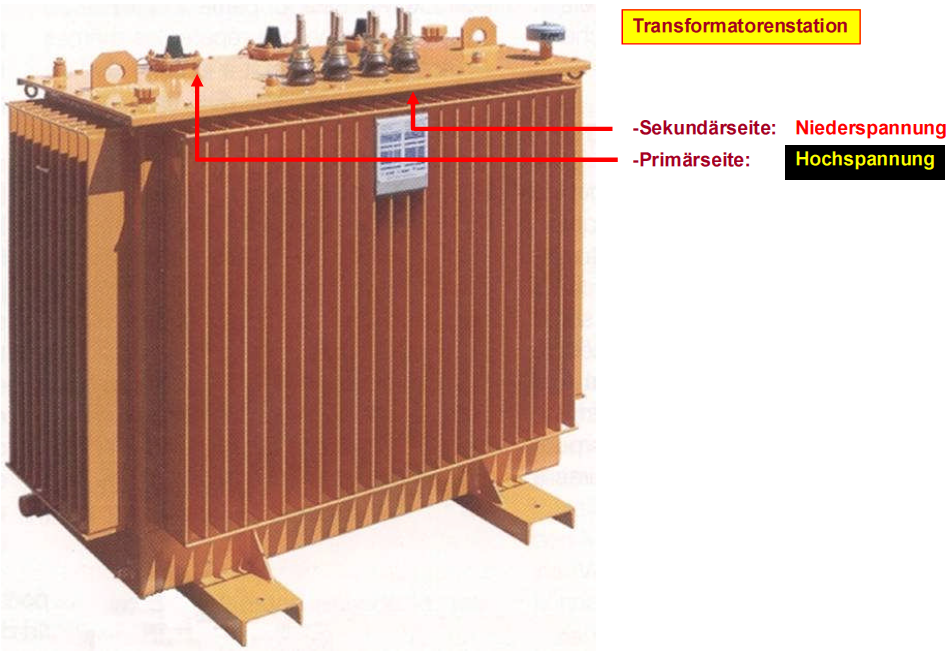 Transformatorenstation
-Sekundärseite: Niederspannung
-Primärseite: Hochspannung